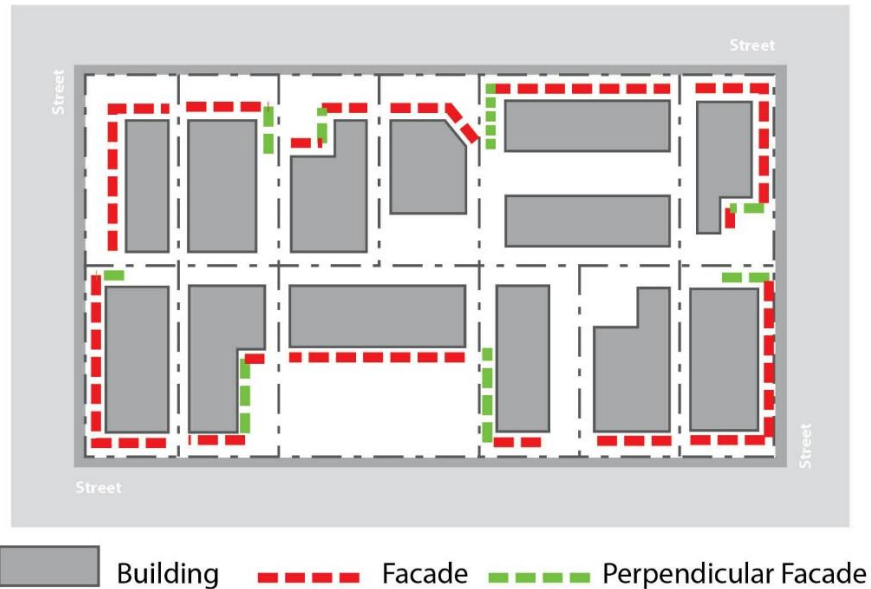 Street
Street
Street
Street
Building
Facade
Perpendicular Facade